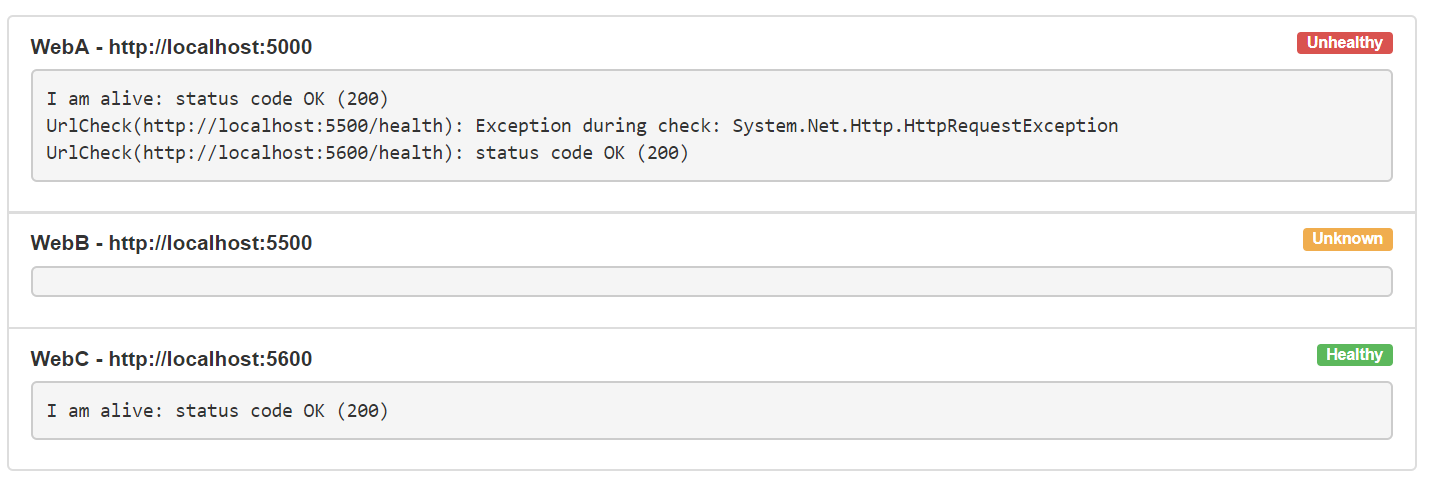 WebA - http://localhost:5000
Unhealthy
I am alive: status code OK (200)
UrlCheck(http://localhost:5500/health): Exception during check: System.Net.Http.HttpRequestException
UrlCheck(http://localhost:5600/health): status code OK (200)
WebB - http://localhost:5500
Unknown
WebC - http://localhost:5600
Healthy
I am alive: status code OK (200)